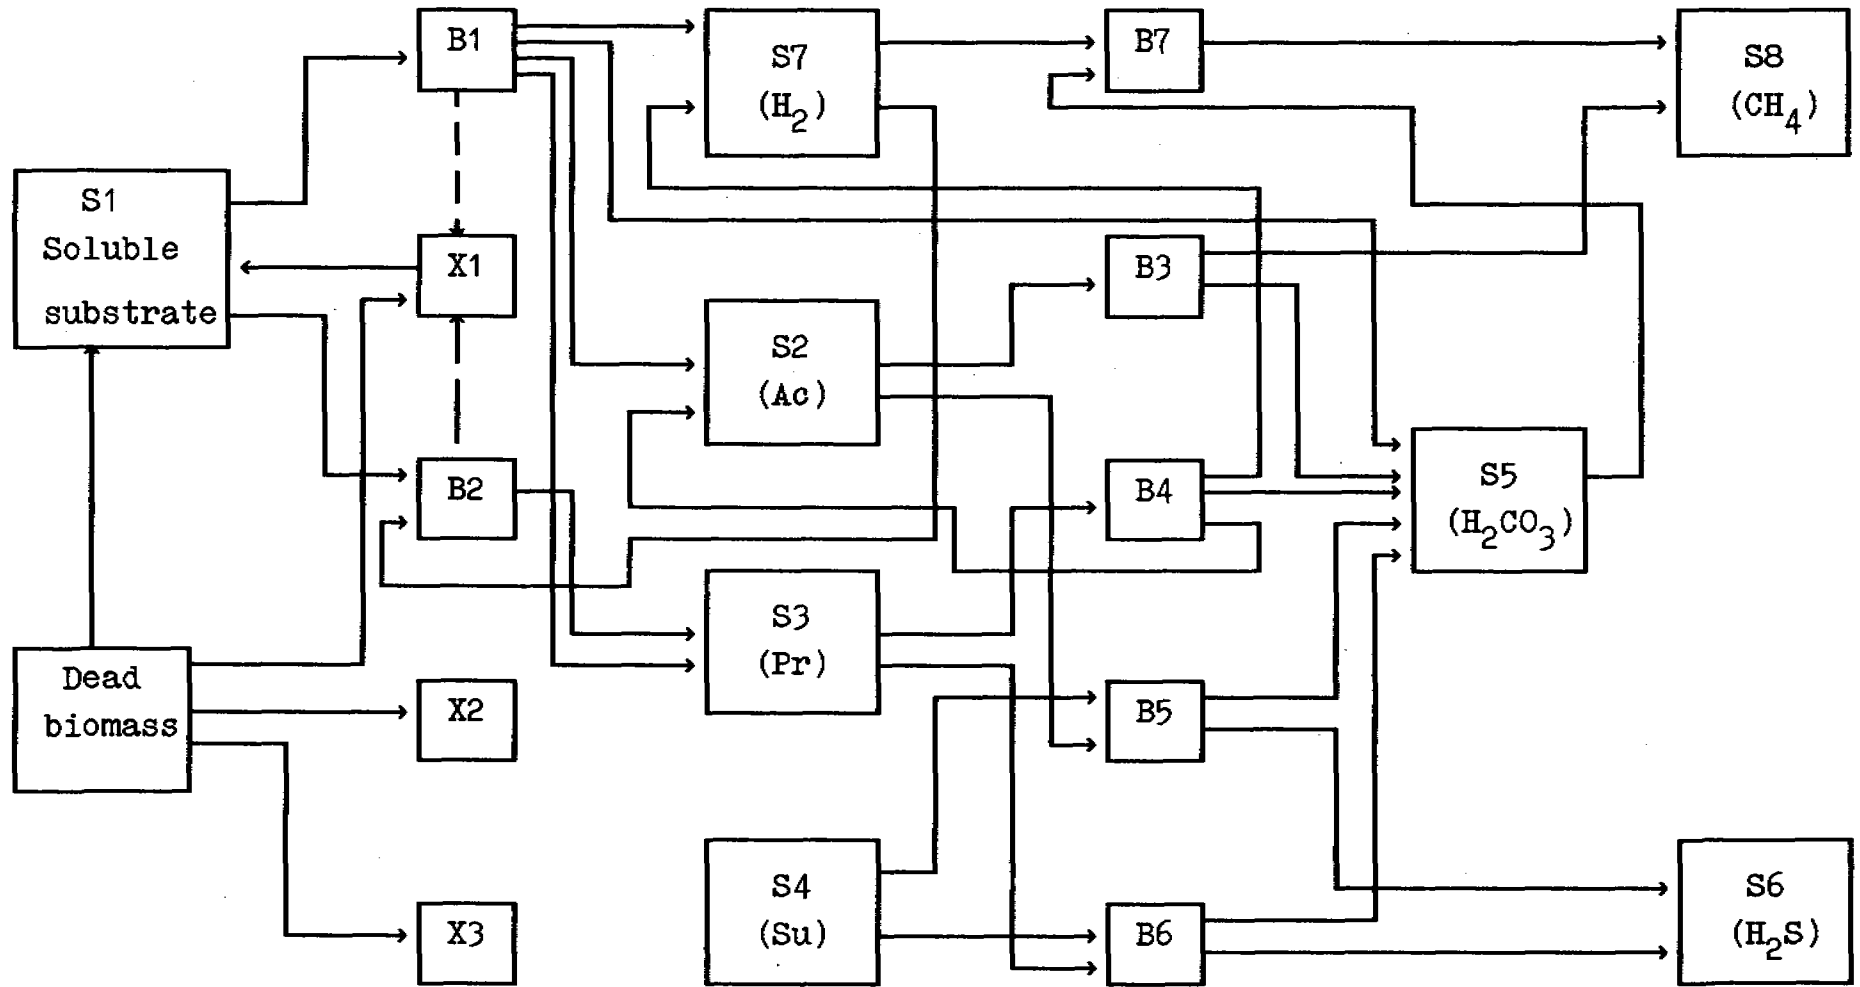 B1
S7
(H2)
B7
S8
(CH4)
S1
Soluble
substrate
X1
B3
S2
(Ac)
B2
B4
S5
(H2CO3)
S3
(Pr)
Dead
biomass
X2
B5
S4
(Su)
X3
B6
S6
(H2S)